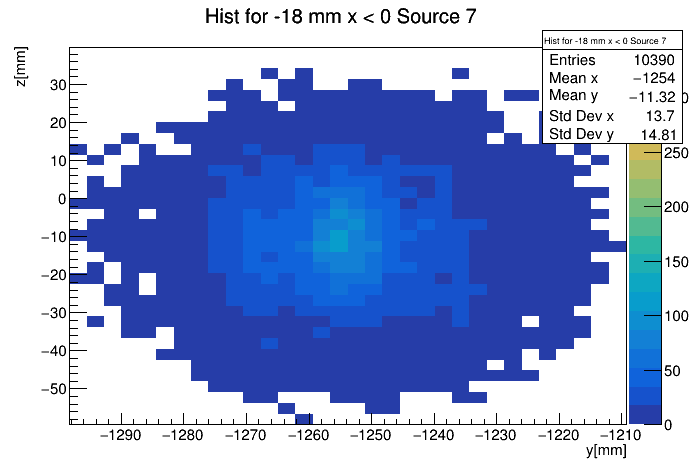 Hist for -18 mm x < 0 Source 7
z[mm]
Hist for -18 mm x < 0 Source 7
Entries 10390
Mean x −1254
Mean y −11.32
Std Dev x 13.7
Std Dev y 14.81
30
20
10
0
−10
−20
−30
−40
−50
250
200
150
100
50
0
−1290 −1280 −1270 −1260 −1250 −1240 −1230 −1220 −1210
y[mm]